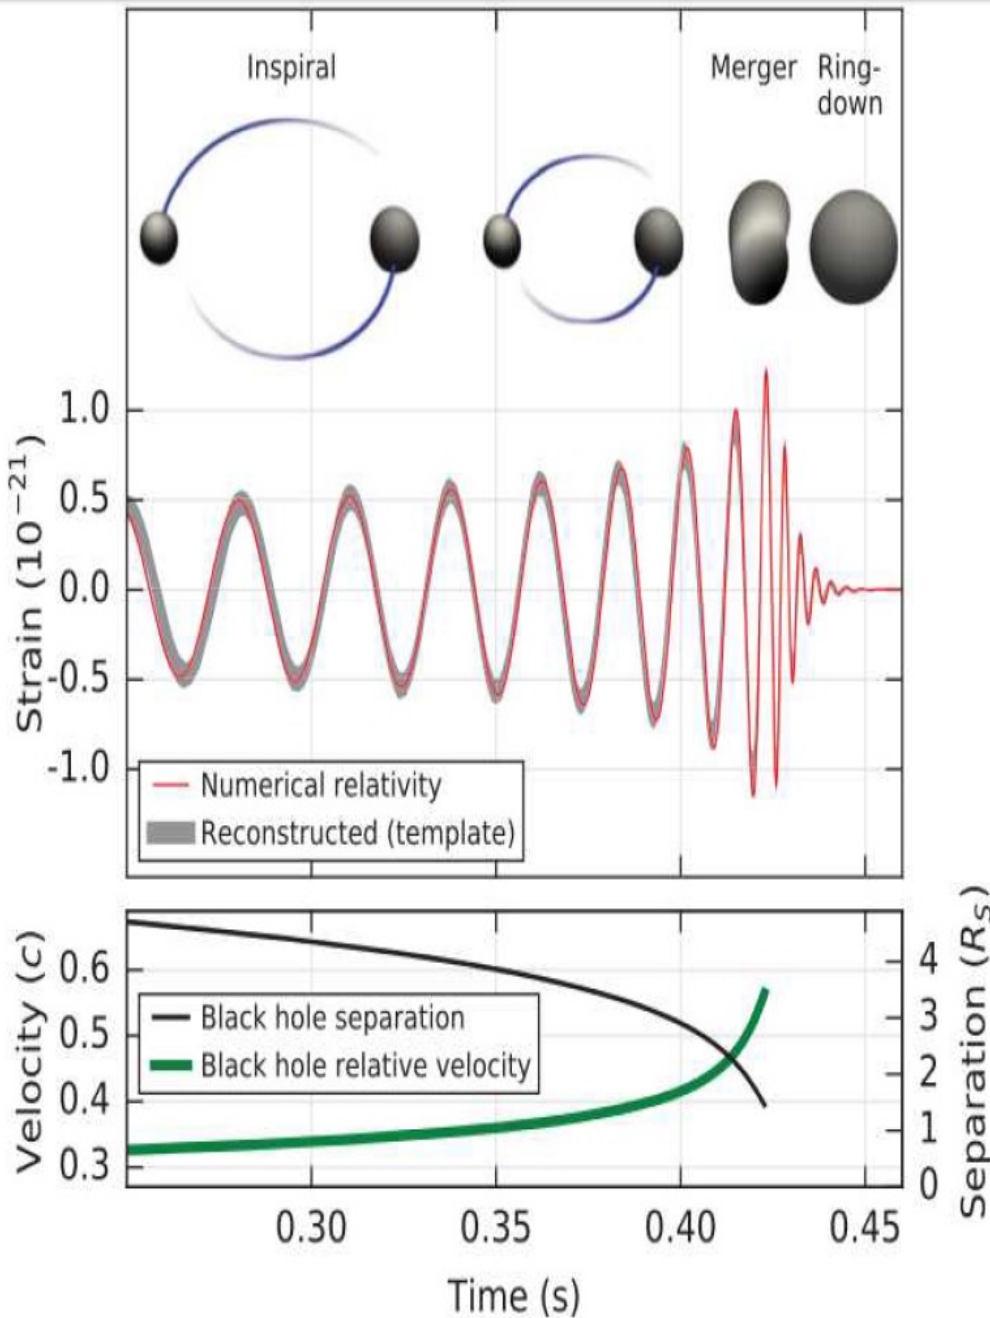 Inspiral
Merger
Ring-
down
Strain (10⁻²¹)
1.0
0.5
0.0
-0.5
-1.0
Numerical relativity
Reconstructed (template)
Velocity (c)
0.6
0.5
0.4
0.3
Black hole separation
Black hole relative velocity
4
3
2
1
0
Separation (R_S)
0.30
0.35
0.40
0.45
Time (s)